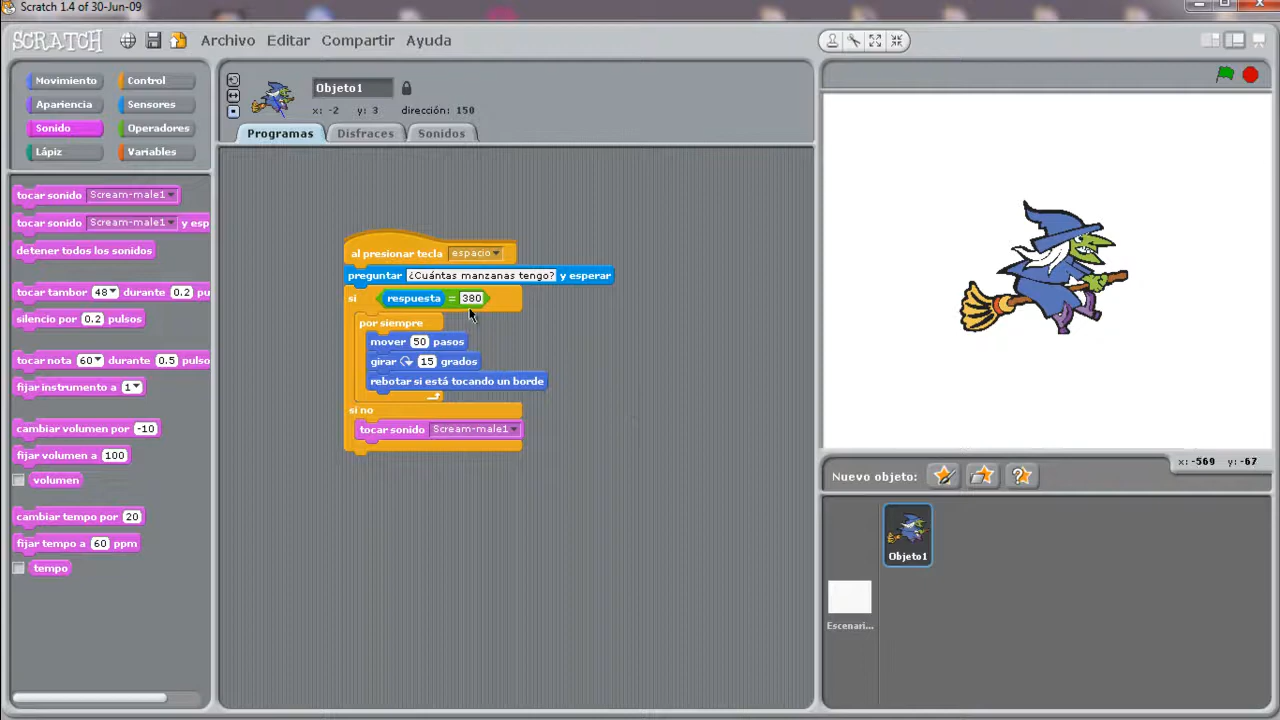 Scratch 1.4 of 30-Jun-09
SCRATCH Archivo Editar Compartir Ayuda
Movimiento Control
Apariencia Sensores
Sonido Operadores
Lápiz Variables
tocar sonido Scream-male1
tocar sonido Scream-male1 y esp
detener todos los sonidos
tocar tambor 48 durante 0.2 pu
silencio por 0.2 pulsos
tocar nota 60 durante 0.5 pulso
fijar instrumento a 1
cambiar volumen por -10
fijar volumen a 100
volumen
cambiar tempo por 20
fijar tempo a 60 ppm
tempo
Objeto1
x: -2 y: 3 dirección: 150
Programas Disfraces Sonidos
al presionar tecla espacio
preguntar ¿Cuántas manzanas tengo? y esperar
si respuesta = 380
por siempre
mover 50 pasos
girar 15 grados
rebotar si está tocando un borde
si no
tocar sonido Scream-male1
x: -569 y: -67
Nuevo objeto:
Objeto1
Escenari...